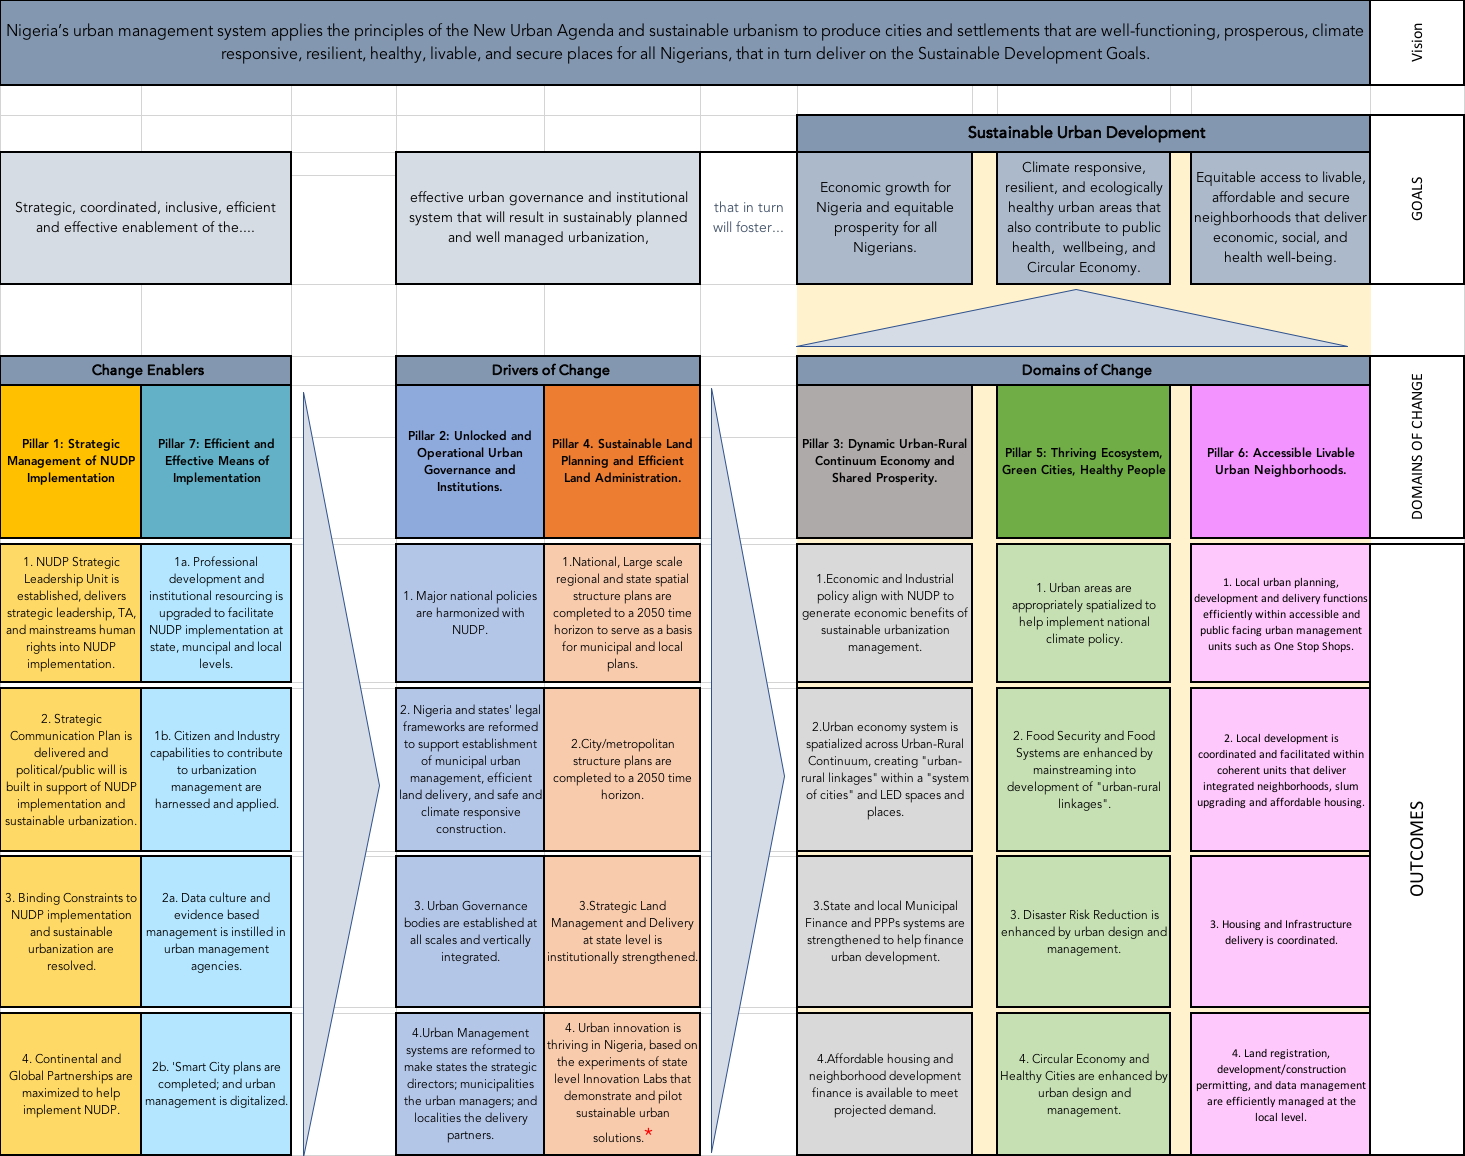 Nigeria's urban management system applies the principles of the New Urban Agenda and sustainable urbanism to produce cities and settlements that are well-functioning, prosperous, climate
responsive, resilient, healthy, livable, and secure places for all Nigerians, that in turn deliver on the Sustainable Development Goals.
Vision
Sustainable Urban Development
Strategic, coordinated, inclusive, efficient
and effective enablement of the....
effective urban governance and institutional
system that will result in sustainably planned
and well managed urbanization,
that in turn
will foster...
Economic growth for
Nigeria and equitable
prosperity for all
Nigerians.
Climate responsive,
resilient, and ecologically
healthy urban areas that
also contribute to public
health, wellbeing, and
Circular Economy.
Equitable access to livable,
affordable and secure
neighborhoods that deliver
economic, social, and
health well-being.
GOALS
Change Enablers
Drivers of Change
Domains of Change
Pillar 1: Strategic
Management of NUDP
Implementation
Pillar 7: Efficient and
Effective Means of
Implementation
Pillar 2: Unlocked and
Operational Urban
Governance and
Institutions.
Pillar 4. Sustainable Land
Planning and Efficient
Land Administration.
Pillar 3: Dynamic Urban-Rural
Continuum Economy and
Shared Prosperity.
Pillar 5: Thriving Ecosystem,
Green Cities, Healthy People
Pillar 6: Accessible Livable
Urban Neighborhoods.
DOMAINS OF CHANGE
1. NUDP Strategic
Leadership Unit is
established, delivers
strategic leadership, TA,
and mainstreams human
rights into NUDP
implementation.
1a. Professional
development and
institutional resourcing is
upgraded to facilitate
NUDP implementation at
state, muncipal and local
levels.
1. Major national policies
are harmonized with
NUDP.
1.National, Large scale
regional and state spatial
structure plans are
completed to a 2050 time
horizon to serve as a basis
for municipal and local
plans.
1.Economic and Industrial
policy align with NUDP to
generate economic benefits of
sustainable urbanization
management.
1. Urban areas are
appropriately spatialized to
help implement national
climate policy.
1. Local urban planning,
development and delivery functions
efficiently within accessible and
public facing urban management
units such as One Stop Shops.
2. Strategic
Communication Plan is
delivered and
political/public will is
built in support of NUDP
implementation and
sustainable urbanization.
1b. Citizen and Industry
capabilities to contribute
to urbanization
management are
harnessed and applied.
2. Nigeria and states' legal
frameworks are reformed
to support establishment
of municipal urban
management, efficient
land delivery, and safe and
climate responsive
construction.
2.City/metropolitan
structure plans are
completed to a 2050 time
horizon.
2.Urban economy system is
spatialized across Urban-Rural
Continuum, creating "urban-
rural linkages" within a "system
of cities" and LED spaces and
places.
2. Food Security and Food
Systems are enhanced by
mainstreaming into
development of "urban-rural
linkages".
2. Local development is
coordinated and facilitated within
coherent units that deliver
integrated neighborhoods, slum
upgrading and affordable housing.
OUTCOMES
3. Binding Constraints to
NUDP implementation
and sustainable
urbanization are
resolved.
2a. Data culture and
evidence based
management is instilled in
urban management
agencies.
3. Urban Governance
bodies are established at
all scales and vertically
integrated.
3.Strategic Land
Management and Delivery
at state level is
institutionally strengthened.
3.State and local Municipal
Finance and PPPs systems are
strengthened to help finance
urban development.
3. Disaster Risk Reduction is
enhanced by urban design and
management.
3. Housing and Infrastructure
delivery is coordinated.
4. Continental and
Global Partnerships are
maximized to help
implement NUDP.
2b. 'Smart City plans are
completed; and urban
management is digitalized.
4.Urban Management
systems are reformed to
make states the strategic
directors; municipalities
the urban managers; and
localities the delivery
partners.
4. Urban innovation is
thriving in Nigeria, based on
the experiments of state
level Innovation Labs that
demonstrate and pilot
sustainable urban
solutions.*
4.Affordable housing and
neighborhood development
finance is available to meet
projected demand.
4. Circular Economy and
Healthy Cities are enhanced by
urban design and
management.
4. Land registration,
development/construction
permitting, and data management
are efficiently managed at the
local level.